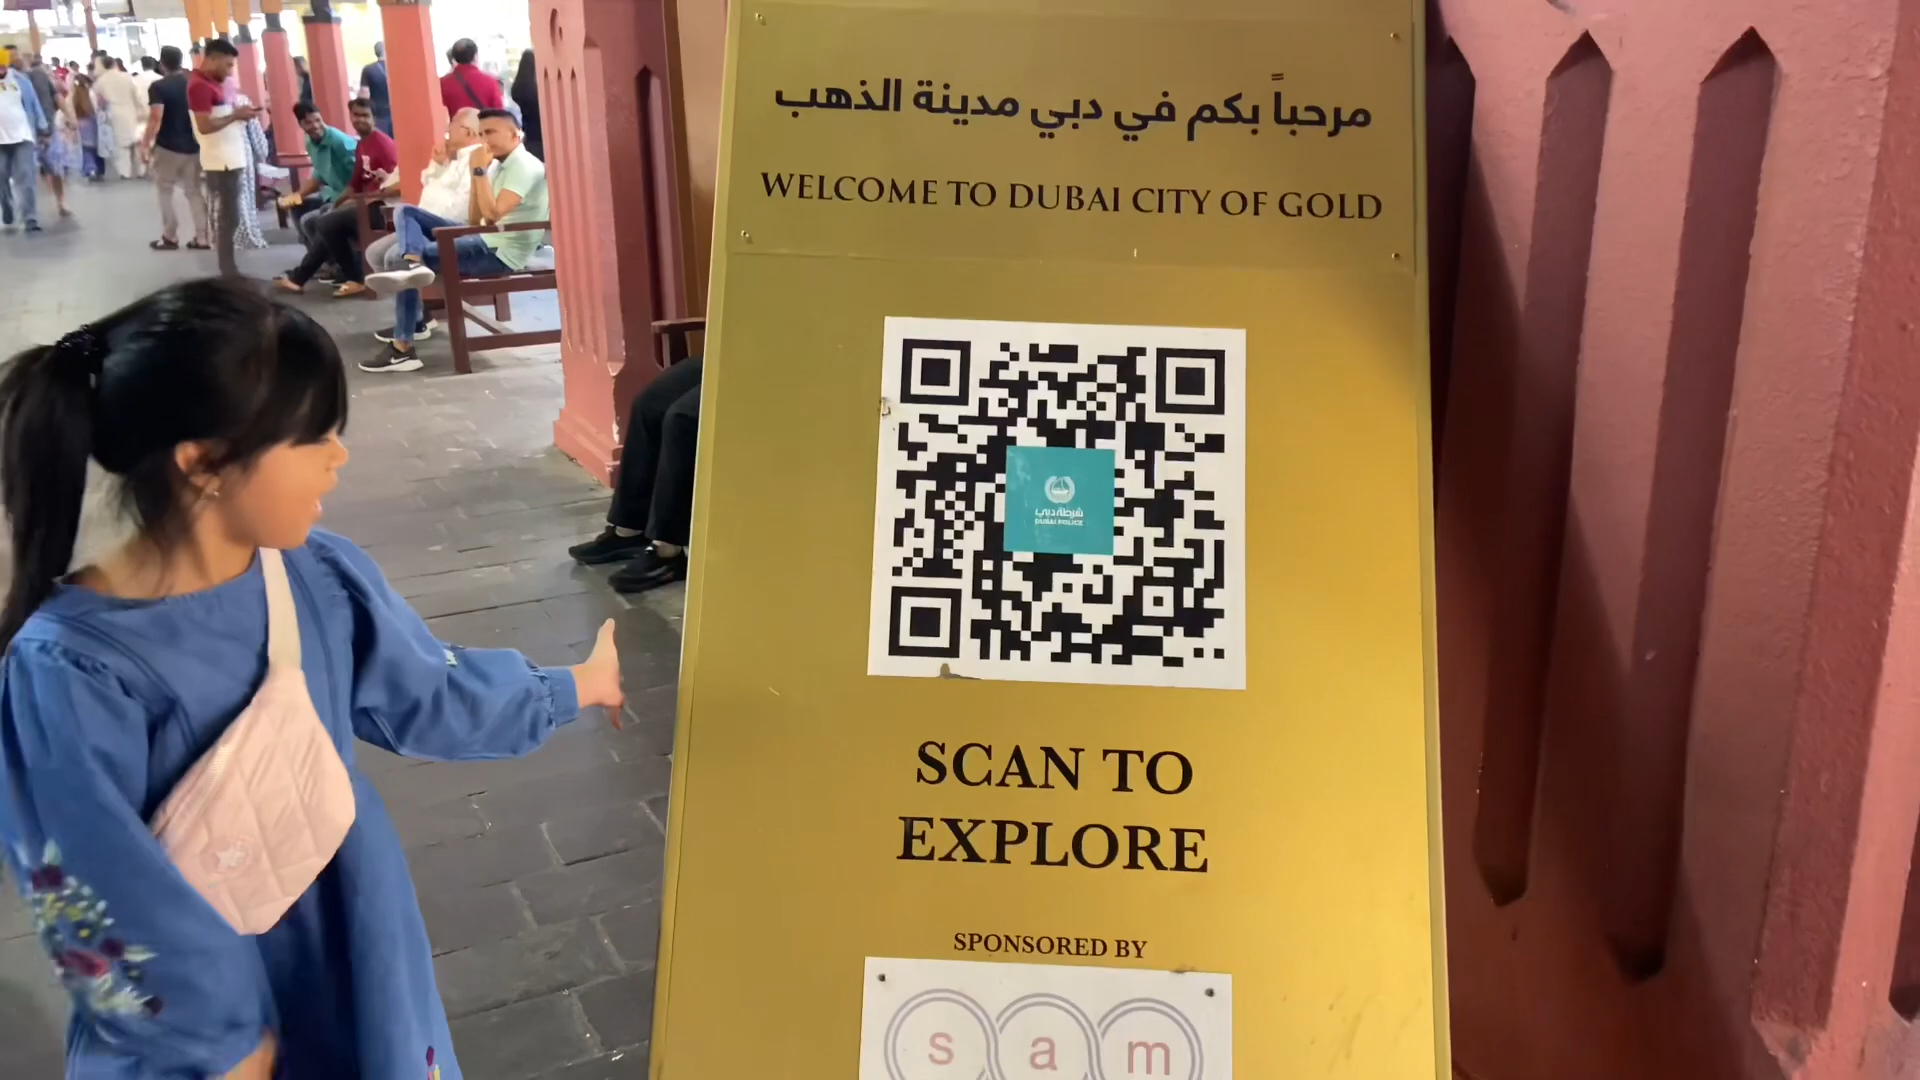 مرحباً بكم في دبي مدينة الذهب
WELCOME TO DUBAI CITY OF GOLD
شرطة دبي
DUBAI POLICE
SCAN TO
EXPLORE
SPONSORED BY
sam